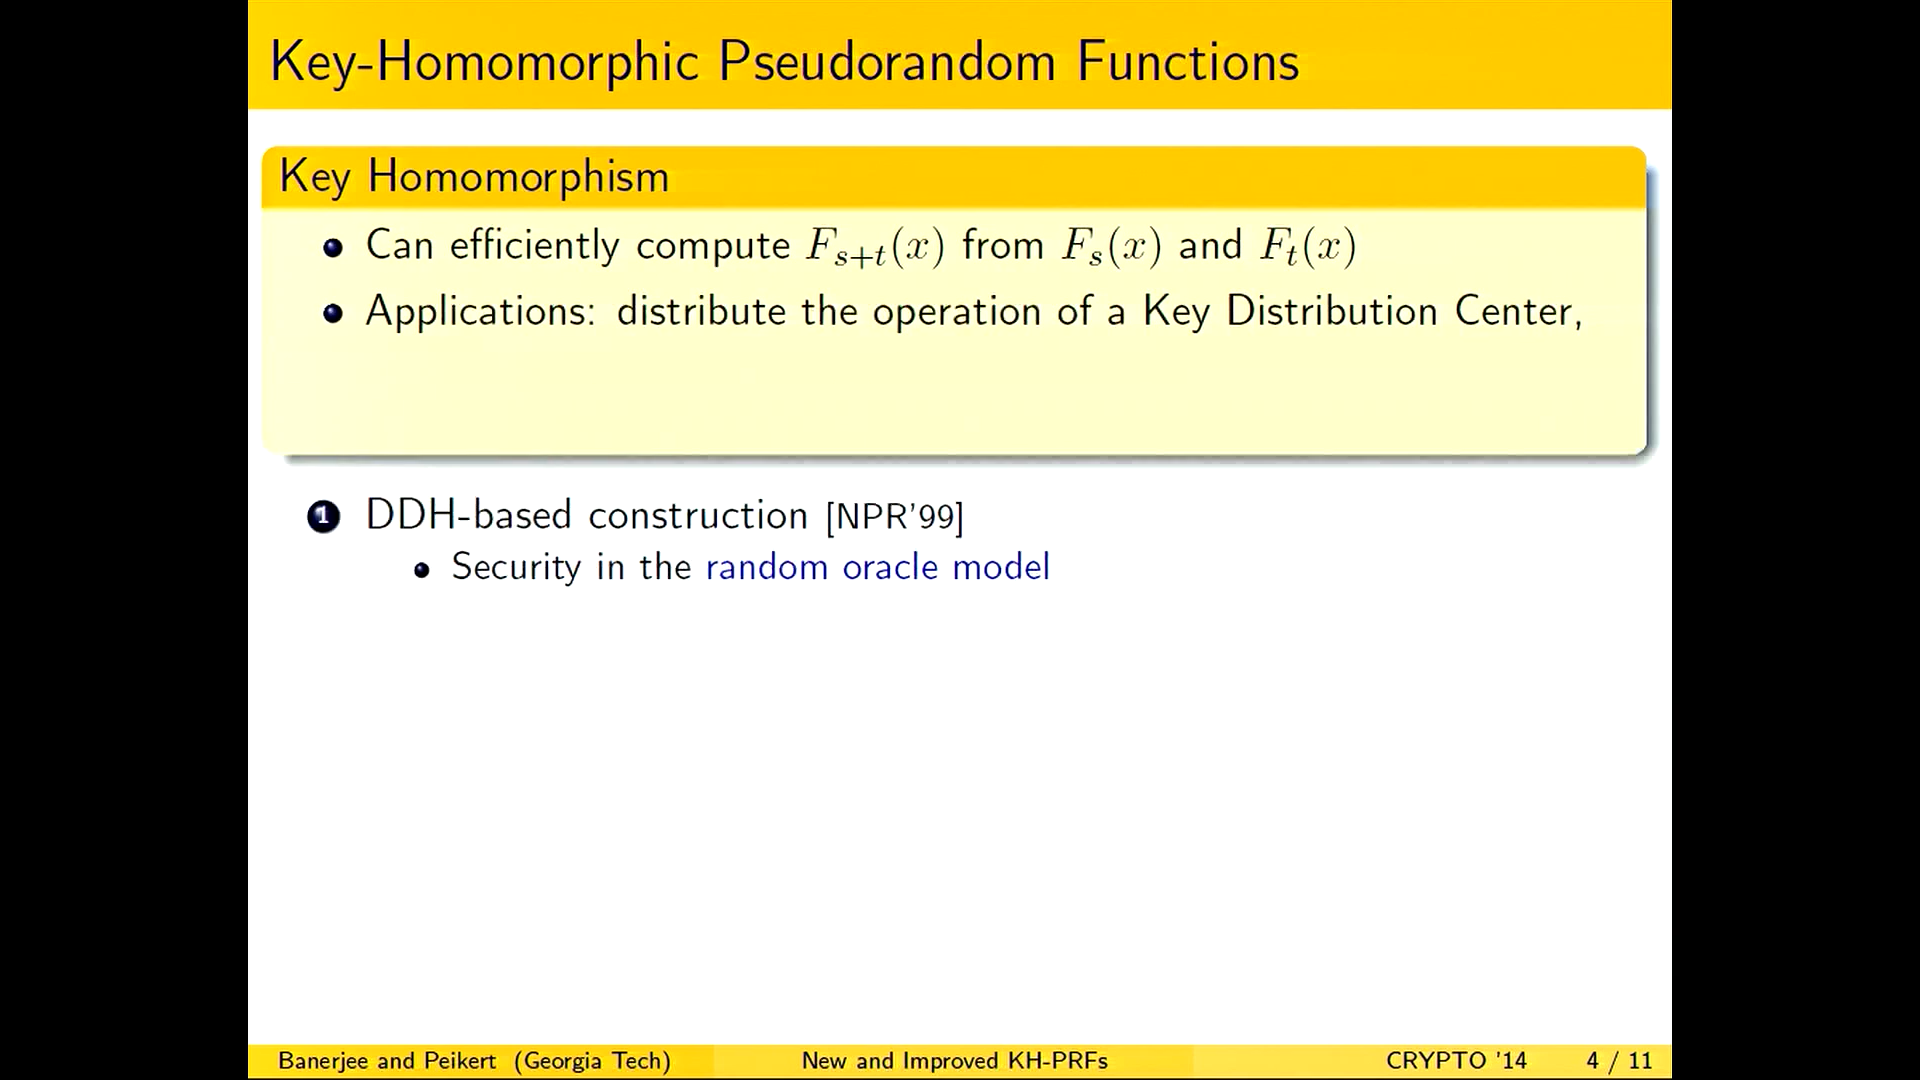 Key-Homomorphic Pseudorandom Functions
Key Homomorphism
• Can efficiently compute $F_{s+t}(x)$ from $F_s(x)$ and $F_t(x)$
• Applications: distribute the operation of a Key Distribution Center,
1 DDH-based construction [NPR'99]
• Security in the random oracle model
Banerjee and Peikert (Georgia Tech) New and Improved KH-PRFs CRYPTO '14 4 / 11